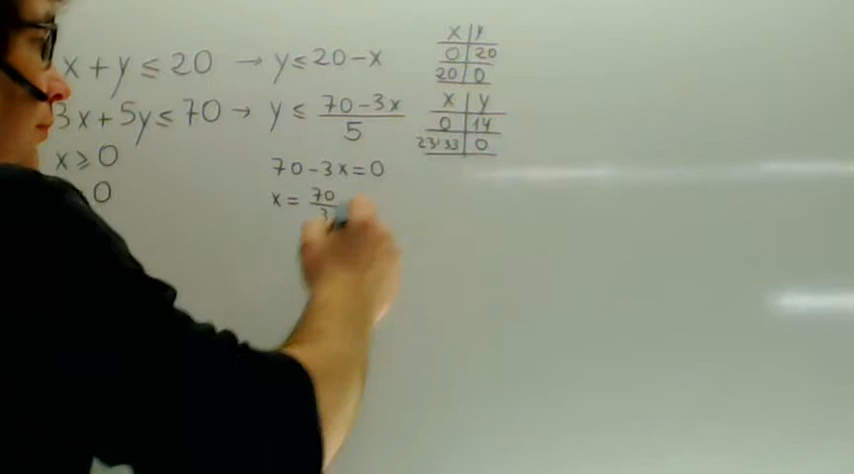 x + y ≤ 20 → y ≤ 20 - x
3x + 5y ≤ 70 → y ≤ (70 - 3x)/5
x ≥ 0
0
70 - 3x = 0
x = 70/3
x | y
0 | 20
20 | 0
x | y
0 | 14
23'33 | 0